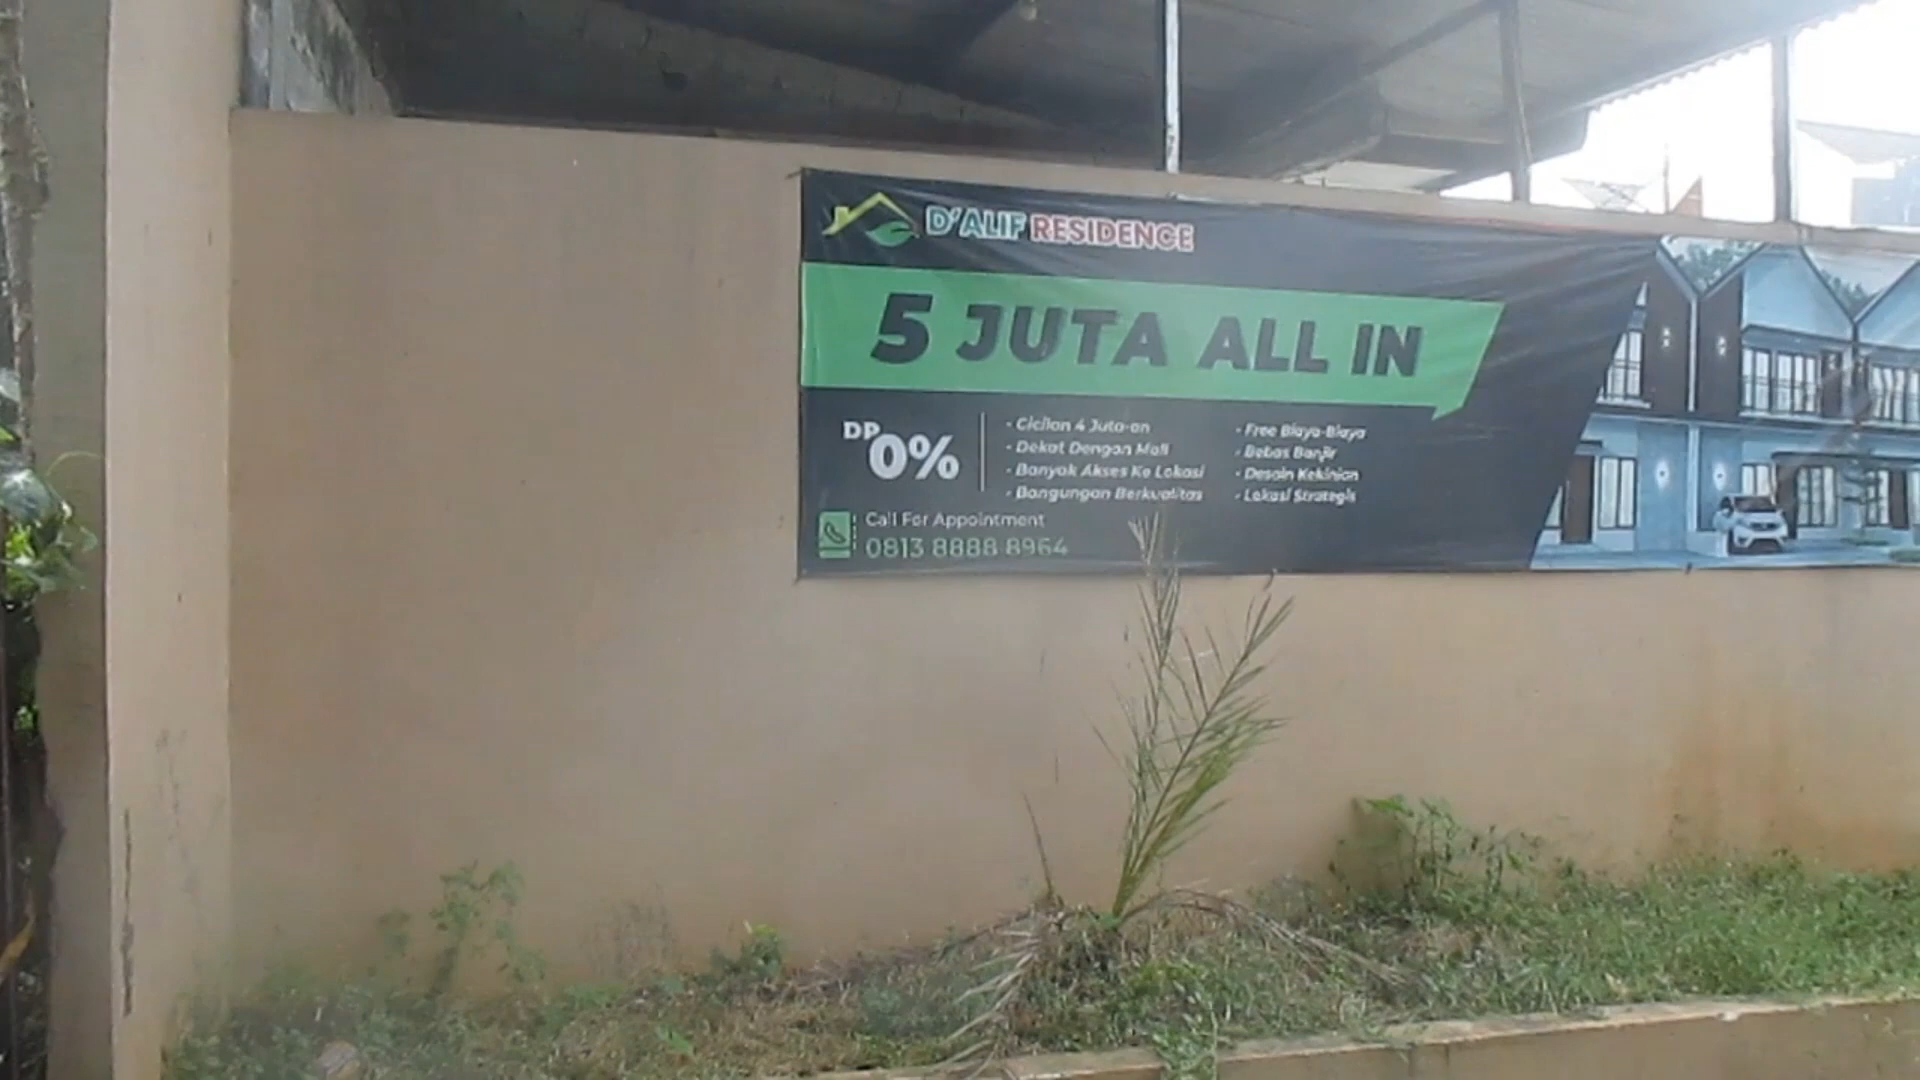 D'ALIF RESIDENCE
5 JUTA ALL IN
DP 0%
- Cicilan 4 Juta-an
- Dekat Dengan Mall
- Banyak Akses Ke Lokasi
- Bangungan Berkualitas
- Free Biaya-Biaya
- Bebas Banjir
- Desain Kekinian
- Lokasi Strategis
Call For Appointment
0813 8888 8964